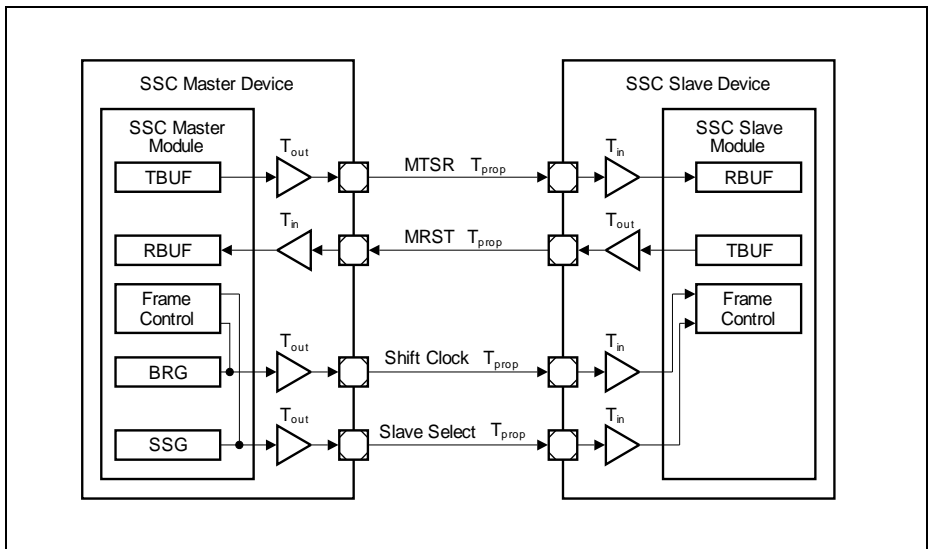 SSC Master Device
SSC Slave Device
SSC Master
Module
SSC Slave
Module
Tout
MTSR Tprop
Tin
TBUF
RBUF
Tin
MRST Tprop
Tout
RBUF
TBUF
Frame
Control
Frame
Control
Tout
Shift Clock Tprop
Tin
BRG
Tout
Slave Select Tprop
Tin
SSG